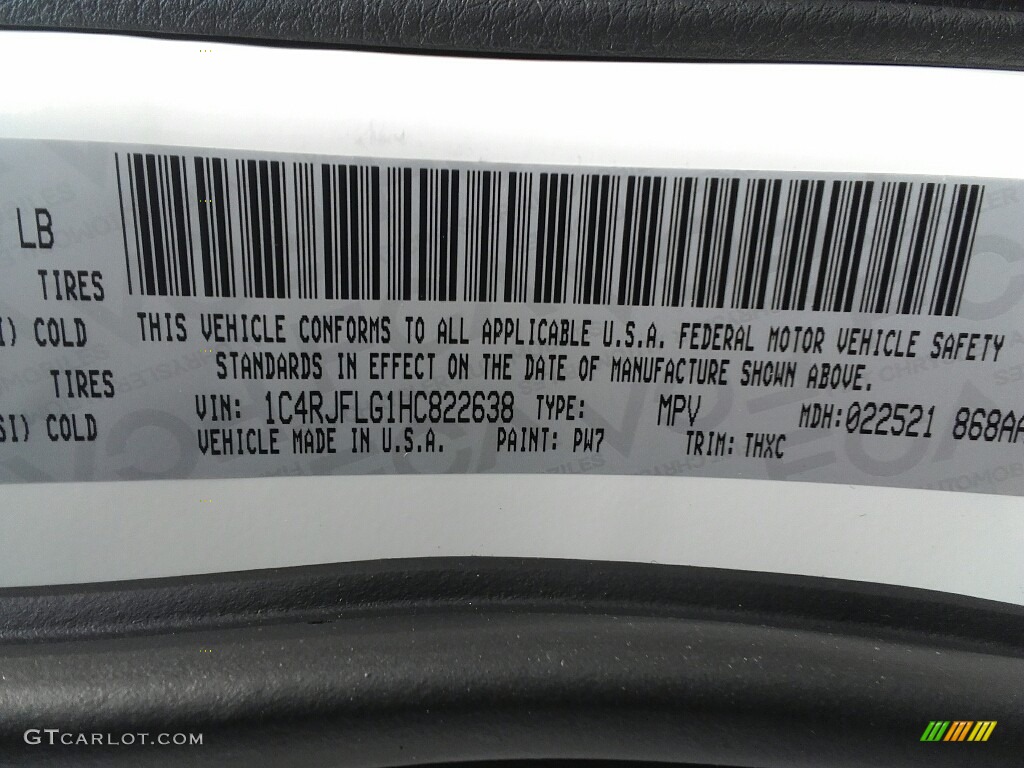 LB
TIRES
I) COLD
TIRES
SI) COLD
THIS VEHICLE CONFORMS TO ALL APPLICABLE U.S.A. FEDERAL MOTOR VEHICLE SAFETY
STANDARDS IN EFFECT ON THE DATE OF MANUFACTURE SHOWN ABOVE.
VIN: 1C4RJFLG1HC822638 TYPE: MPV MDH:022521 868AA
VEHICLE MADE IN U.S.A. PAINT: PW7 TRIM: THXC
GTCARLOT.COM